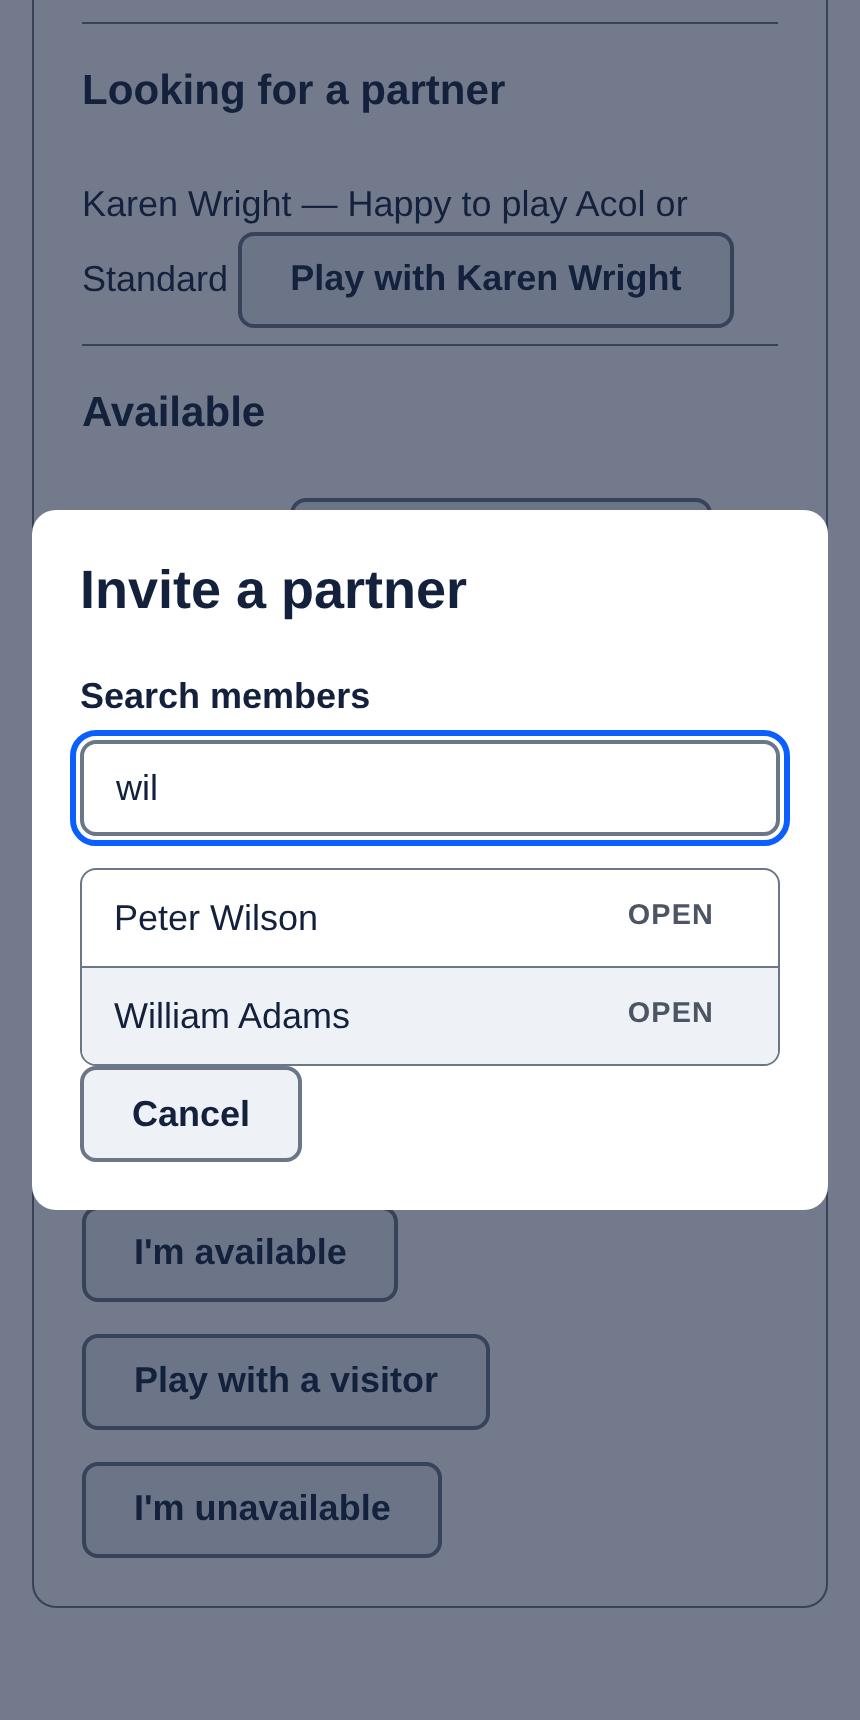 Looking for a partner
Karen Wright — Happy to play Acol or
Standard Play with Karen Wright
Available
Invite a partner
Search members
wil
Peter Wilson OPEN
William Adams OPEN
Cancel
I'm available
Play with a visitor
I'm unavailable